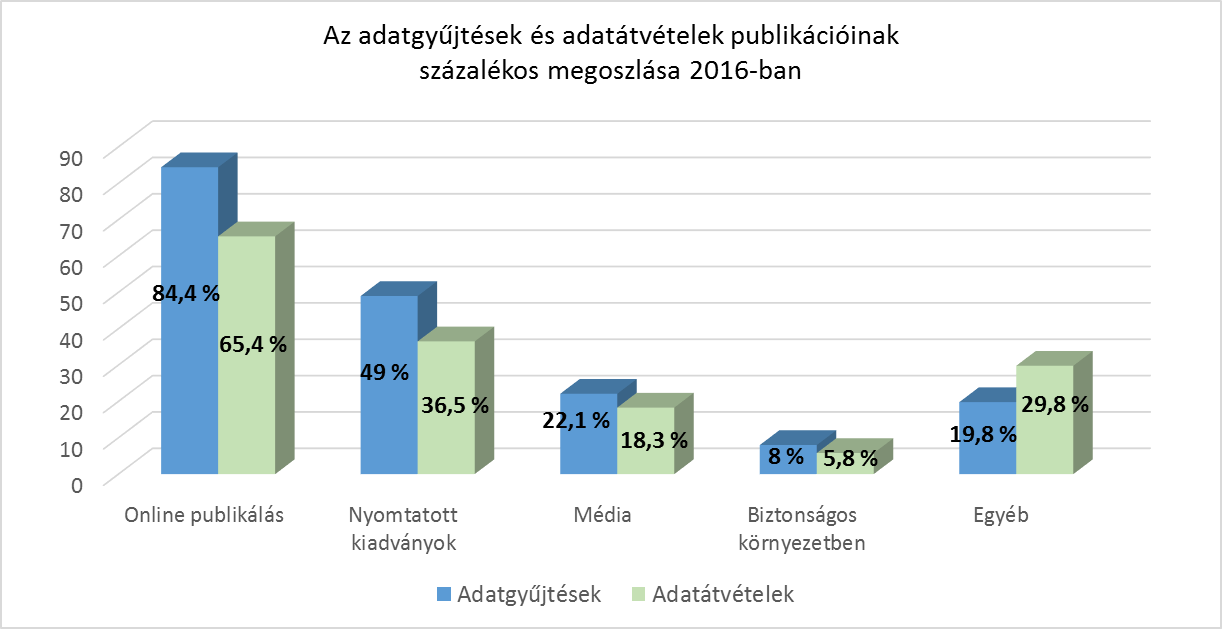 Az adatgyűjtések és adatátvételek publikációinak
százalékos megoszlása 2016-ban
90
80
70
60
50
40
30
20
10
0
84,4 %
65,4 %
49 %
36,5 %
22,1 %
18,3 %
8 %
5,8 %
19,8 %
29,8 %
Online publikálás
Nyomtatott
kiadványok
Média
Biztonságos
környezetben
Egyéb
Adatgyűjtések
Adatátvételek